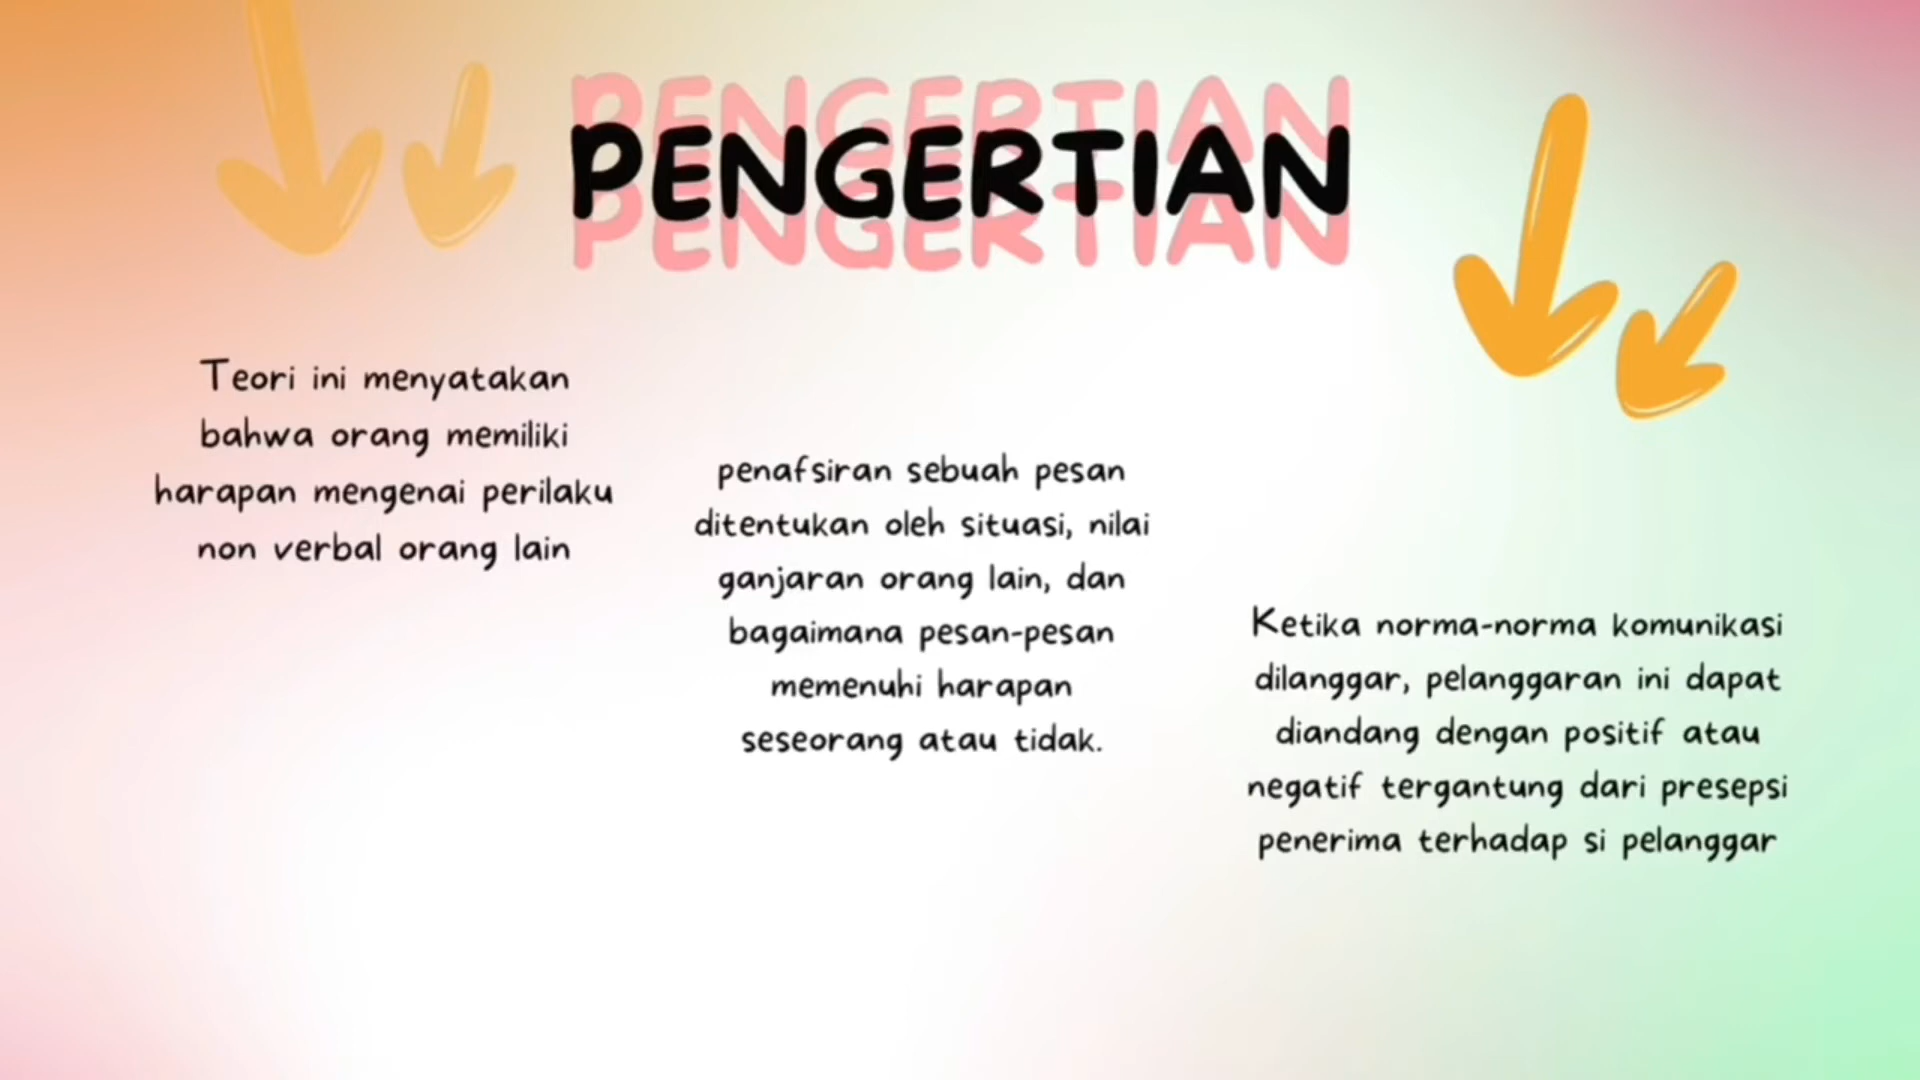 PENGERTIAN
Teori ini menyatakan
bahwa orang memiliki
harapan mengenai perilaku
non verbal orang lain
penafsiran sebuah pesan
ditentukan oleh situasi, nilai
ganjaran orang lain, dan
bagaimana pesan-pesan
memenuhi harapan
seseorang atau tidak.
Ketika norma-norma komunikasi
dilanggar, pelanggaran ini dapat
diandang dengan positif atau
negatif tergantung dari presepsi
penerima terhadap si pelanggar